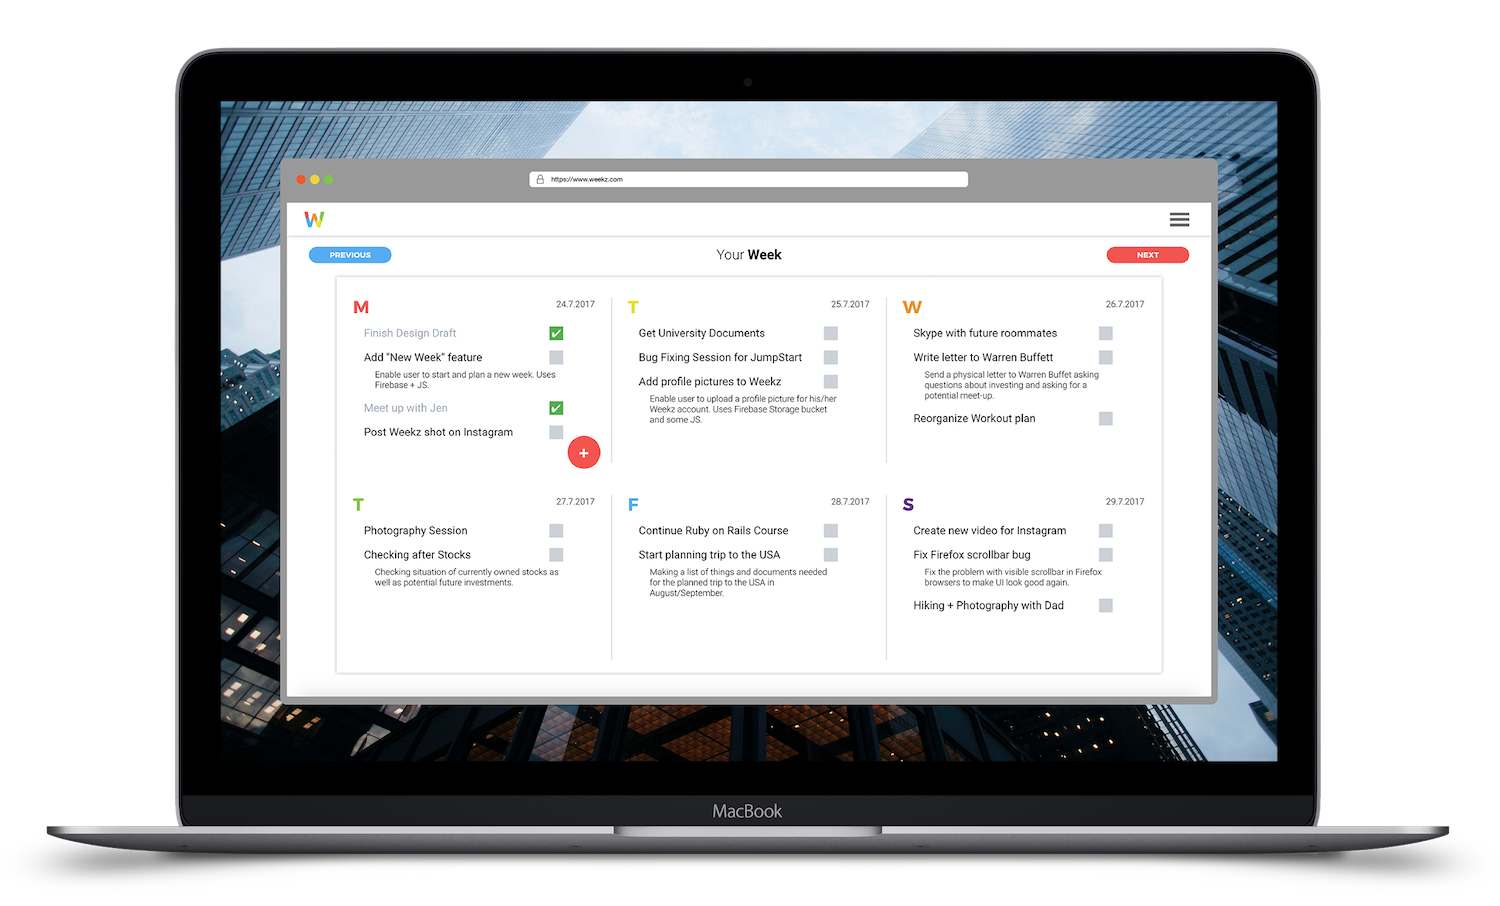 https://www.weekz.com
W
PREVIOUS
Your Week
NEXT
M
24.7.2017
Finish Design Draft
Add "New Week" feature
Enable user to start and plan a new week. Uses
Firebase + JS.
Meet up with Jen
Post Weekz shot on Instagram
+
T
25.7.2017
Get University Documents
Bug Fixing Session for JumpStart
Add profile pictures to Weekz
Enable user to upload a profile picture for his/her
Weekz account. Uses Firebase Storage bucket
and some JS.
W
26.7.2017
Skype with future roommates
Write letter to Warren Buffett
Send a physical letter to Warren Buffet asking
questions about investing and asking for a
potential meet-up.
Reorganize Workout plan
T
27.7.2017
Photography Session
Checking after Stocks
Checking situation of currently owned stocks as
well as potential future investments.
F
28.7.2017
Continue Ruby on Rails Course
Start planning trip to the USA
Making a list of things and documents needed
for the planned trip to the USA in
August/September.
S
29.7.2017
Create new video for Instagram
Fix Firefox scrollbar bug
Fix the problem with visible scrollbar in Firefox
browsers to make UI look good again.
Hiking + Photography with Dad
MacBook